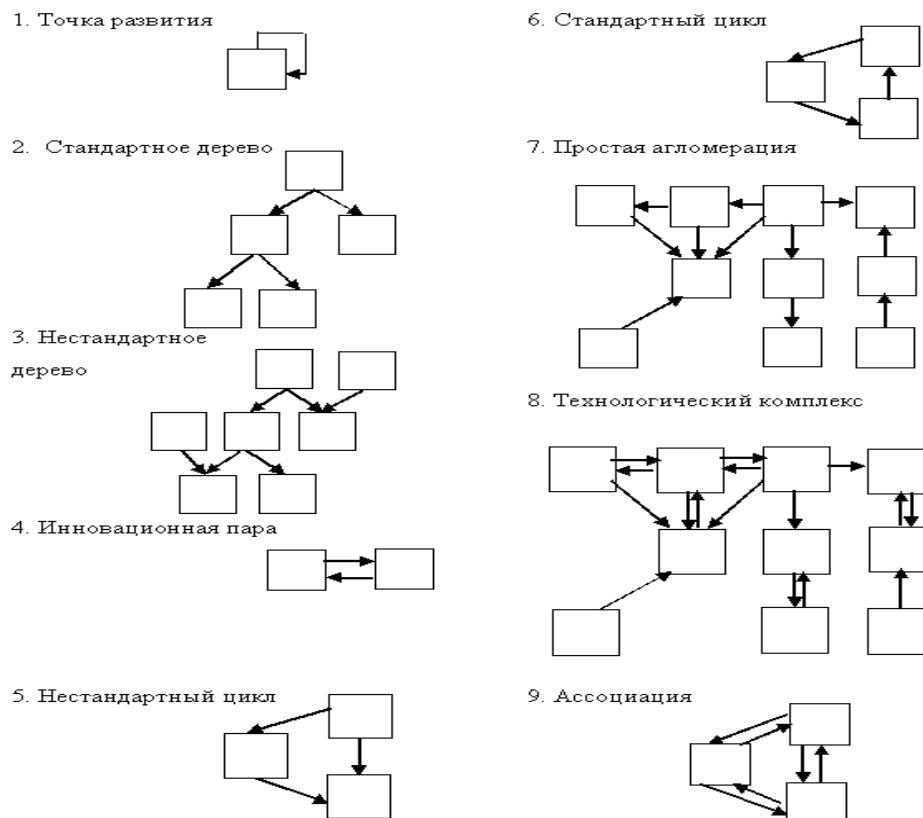 1. Точка развития
2. Стандартное дерево
3. Нестандартное
дерево
4. Инновационная пара
5. Нестандартный цикл
6. Стандартный цикл
7. Простая агломерация
8. Технологический комплекс
9. Ассоциация